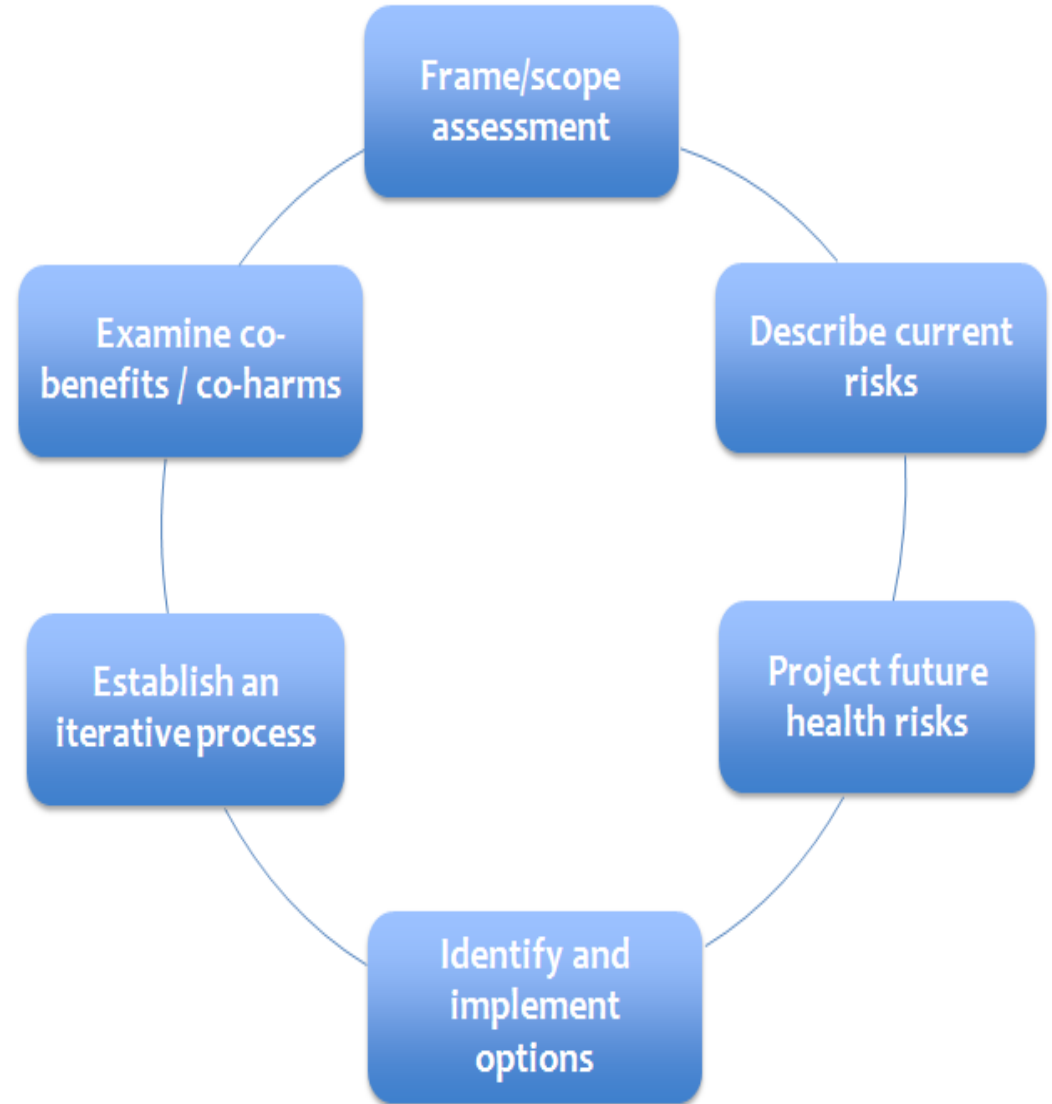 Frame/scope
assessment
Describe current
risks
Project future
health risks
Identify and
implement
options
Establish an
iterative process
Examine co-
benefits / co-harms